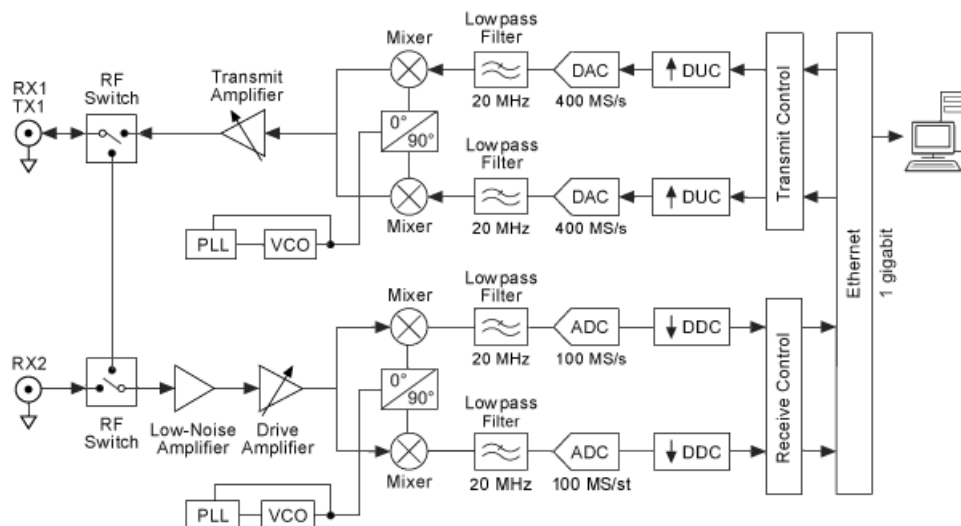 RX1
TX1
RF
Switch
Transmit
Amplifier
Mixer
Lowpass
Filter
20 MHz
DAC
400 MS/s
DUC
0°
90°
Mixer
Lowpass
Filter
20 MHz
DAC
400 MS/s
DUC
Transmit Control
PLL
VCO
Ethernet
1 gigabit
RX2
RF
Switch
Low-Noise
Amplifier
Drive
Amplifier
Mixer
Lowpass
Filter
20 MHz
ADC
100 MS/s
DDC
0°
90°
Mixer
Lowpass
Filter
20 MHz
ADC
100 MS/st
DDC
Receive Control
PLL
VCO